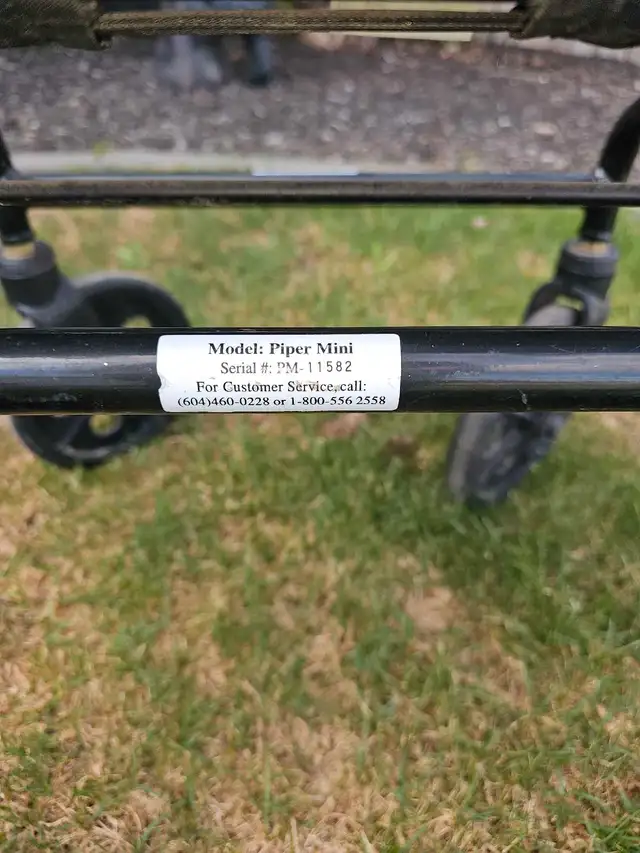 Model: Piper Mini
Serial #: PM-11582
For Customer Service, call:
(604)460-0228 or 1-800-556 2558